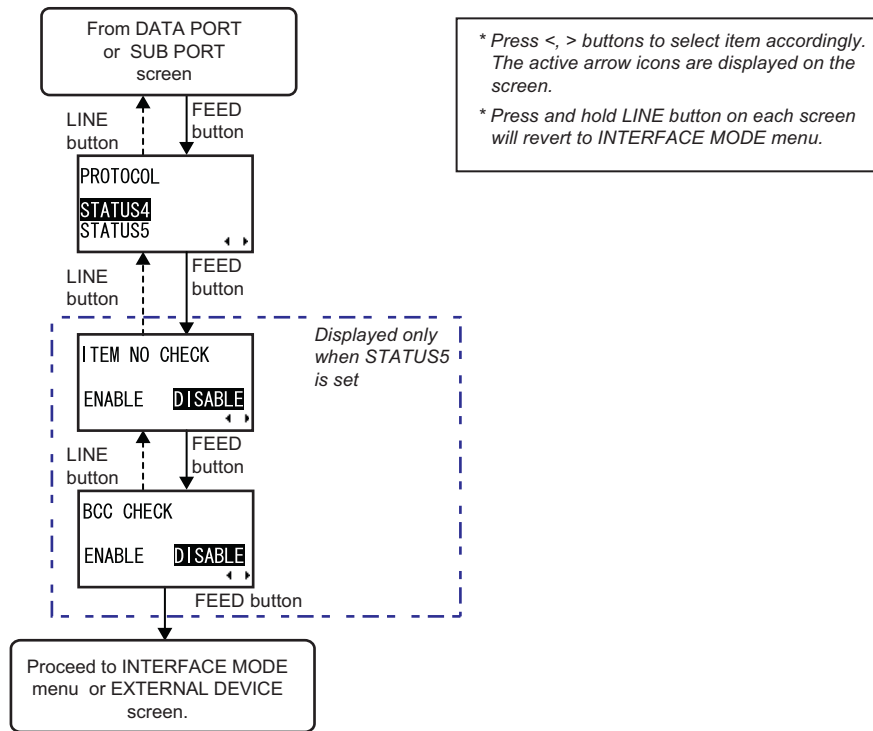 From DATA PORT
or SUB PORT
screen
* Press <, > buttons to select item accordingly.
The active arrow icons are displayed on the
screen.
* Press and hold LINE button on each screen
will revert to INTERFACE MODE menu.
LINE
button
FEED
button
PROTOCOL
STATUS4
STATUS5
LINE
button
FEED
button
Displayed only
when STATUS5
is set
ITEM NO CHECK
ENABLE DISABLE
LINE
button
FEED
button
BCC CHECK
ENABLE DISABLE
FEED button
Proceed to INTERFACE MODE
menu or EXTERNAL DEVICE
screen.